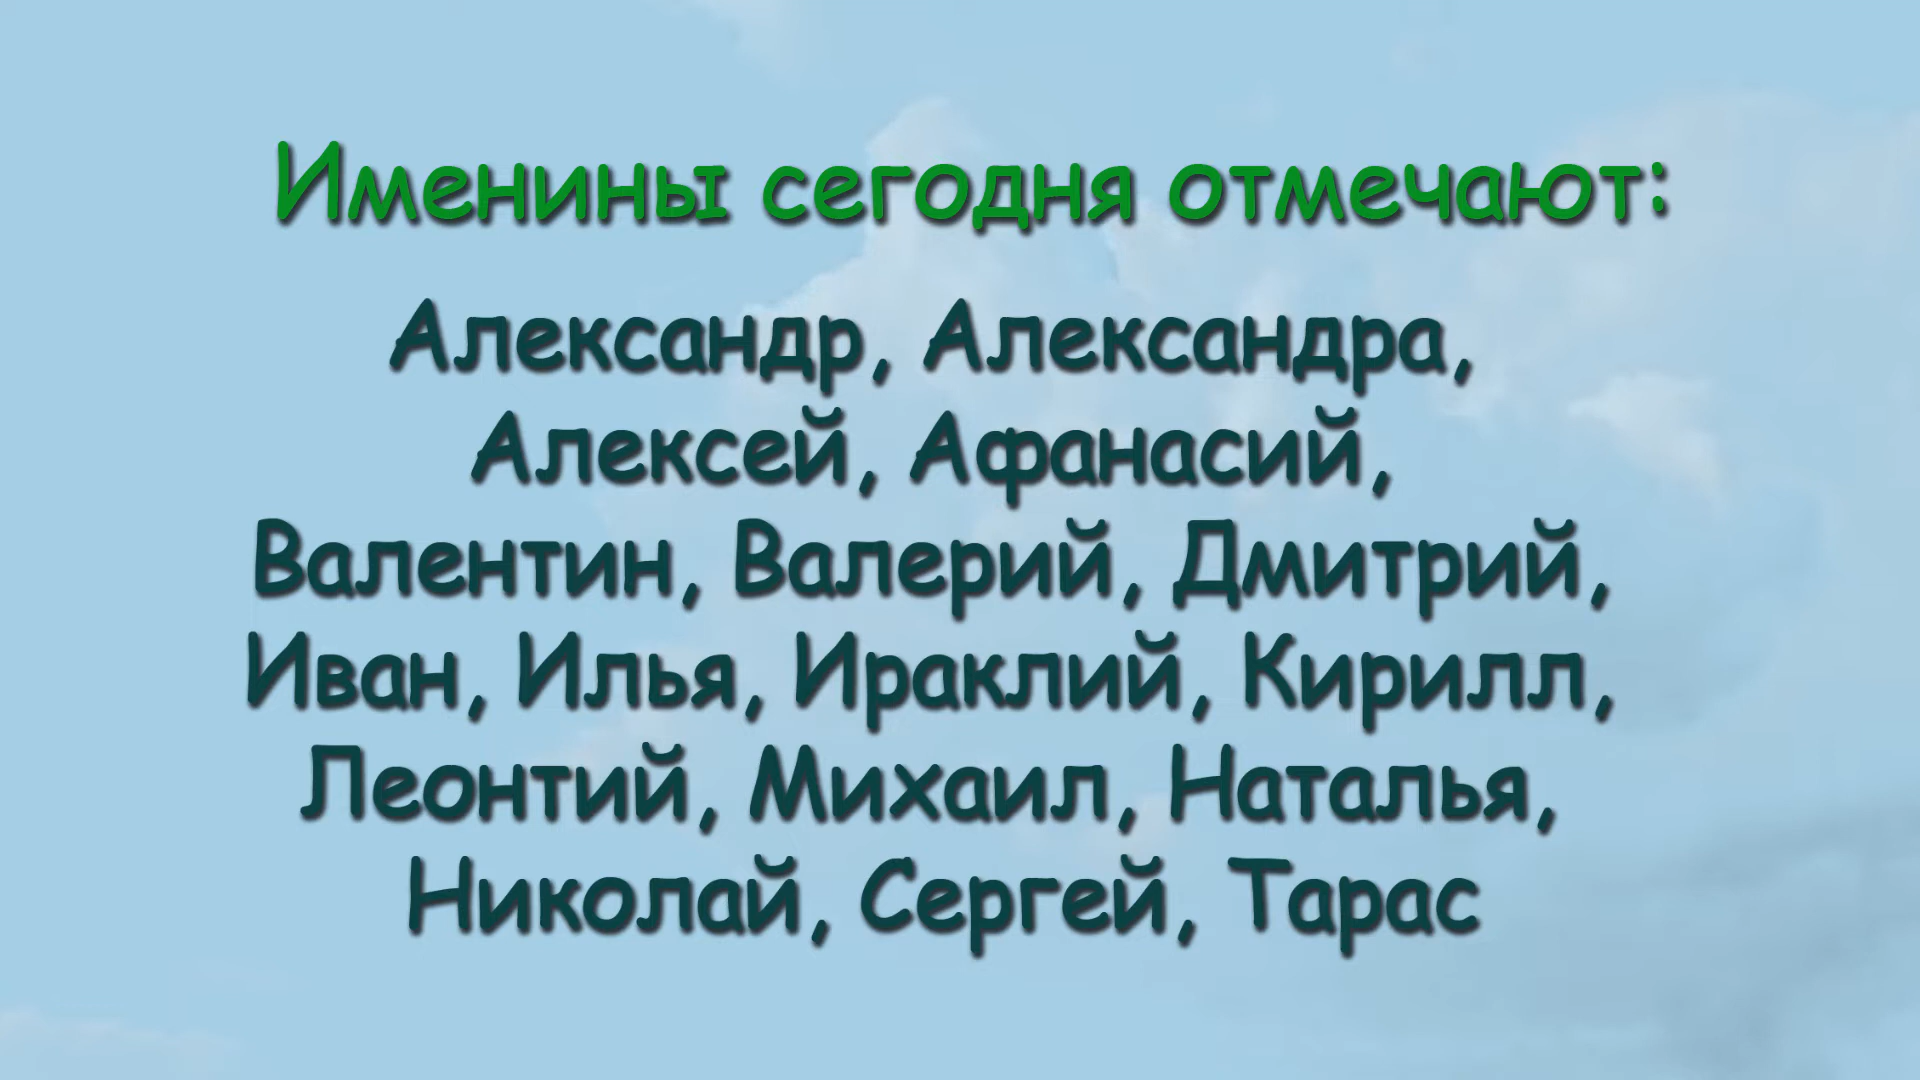 Именины сегодня отмечают:
Александр, Александра,
Алексей, Афанасий,
Валентин, Валерий, Дмитрий,
Иван, Илья, Ираклий, Кирилл,
Леонтий, Михаил, Наталья,
Николай, Сергей, Тарас